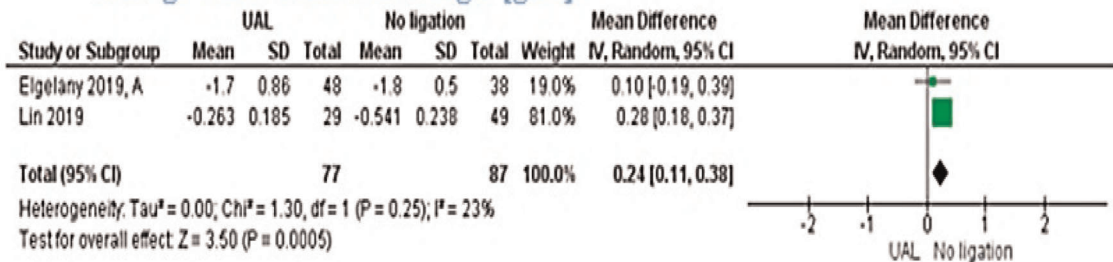 UAL No ligation Mean Difference Mean Difference
Study or Subgroup Mean SD Total Mean SD Total Weight IV, Random, 95% CI IV, Random, 95% CI
Elgelany 2019, A -1.7 0.86 48 -1.8 0.5 38 19.0% 0.10 [-0.19, 0.39]
Lin 2019 -0.263 0.185 29 -0.541 0.238 49 81.0% 0.28 [0.18, 0.37]
Total (95% CI) 77 87 100.0% 0.24 [0.11, 0.38]
Heterogeneity: Tau² = 0.00; Chi² = 1.30, df = 1 (P = 0.25); I² = 23%
Test for overall effect: Z = 3.50 (P = 0.0005)
-2 -1 0 1 2
UAL No ligation